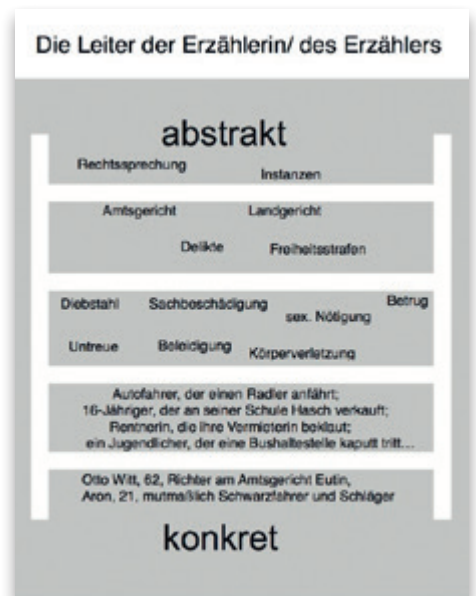 Die Leiter der Erzählerin/ des Erzählers
abstrakt
Rechtssprechung
Instanzen
Amtsgericht Landgericht
Delikte Freiheitsstrafen
Diebstahl Sachbeschädigung Betrug
sex. Nötigung
Untreue Beleidigung Körperverletzung
Autofahrer, der einen Radler anfährt;
16-Jähriger, der an seiner Schule Hasch verkauft;
Rentnerin, die ihre Vermieterin beklaut;
ein Jugendlicher, der eine Bushaltestelle kaputt tritt...
Otto Witt, 62, Richter am Amtsgericht Eutin,
Aron, 21, mutmaßlich Schwarzfahrer und Schläger
konkret